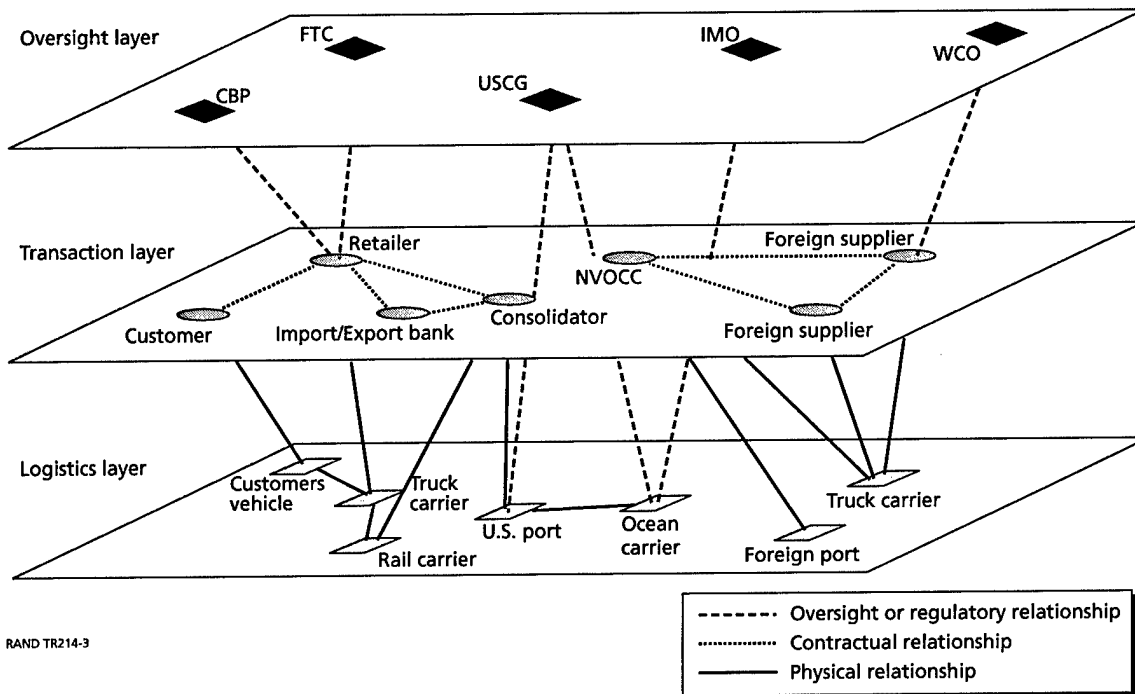 Oversight layer
FTC
IMO
WCO
CBP
USCG
Transaction layer
Retailer
Foreign supplier
NVOCC
Customer
Import/Export bank
Consolidator
Foreign supplier
Logistics layer
Customers
vehicle
Truck
carrier
U.S. port
Ocean
carrier
Truck carrier
Rail carrier
Foreign port
Oversight or regulatory relationship
Contractual relationship
Physical relationship
RAND TR214-3